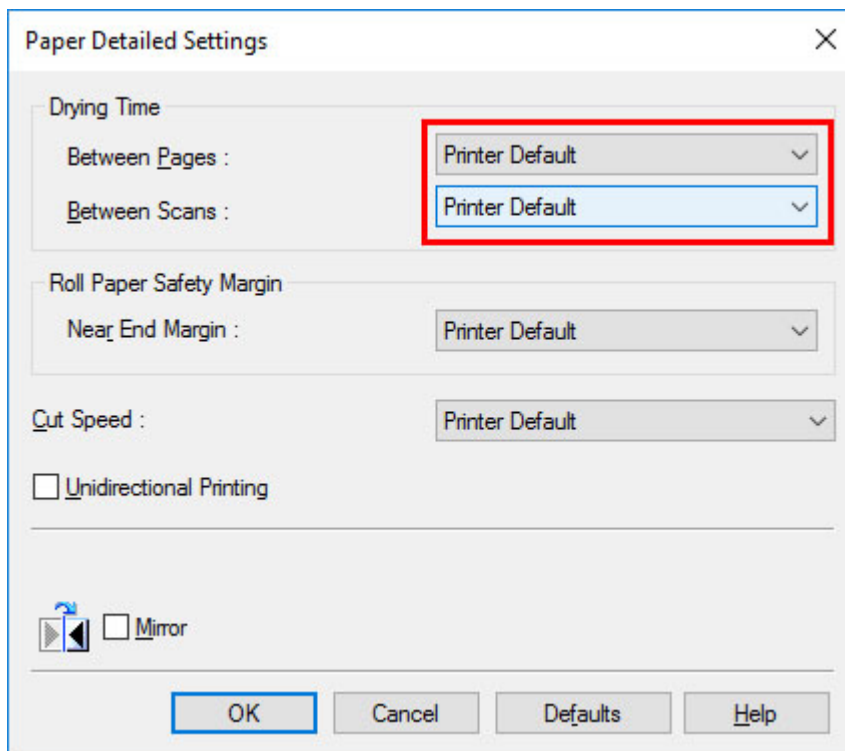 Paper Detailed Settings
Drying Time
Between Pages : Printer Default
Between Scans : Printer Default
Roll Paper Safety Margin
Near End Margin : Printer Default
Cut Speed : Printer Default
Unidirectional Printing
Mirror
OK Cancel Defaults Help